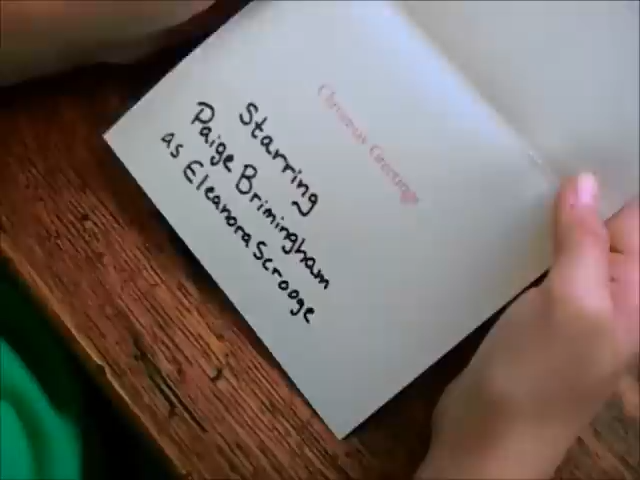 Christmas Greetings
Starring
Paige Brimingham
as Eleanora Scrooge